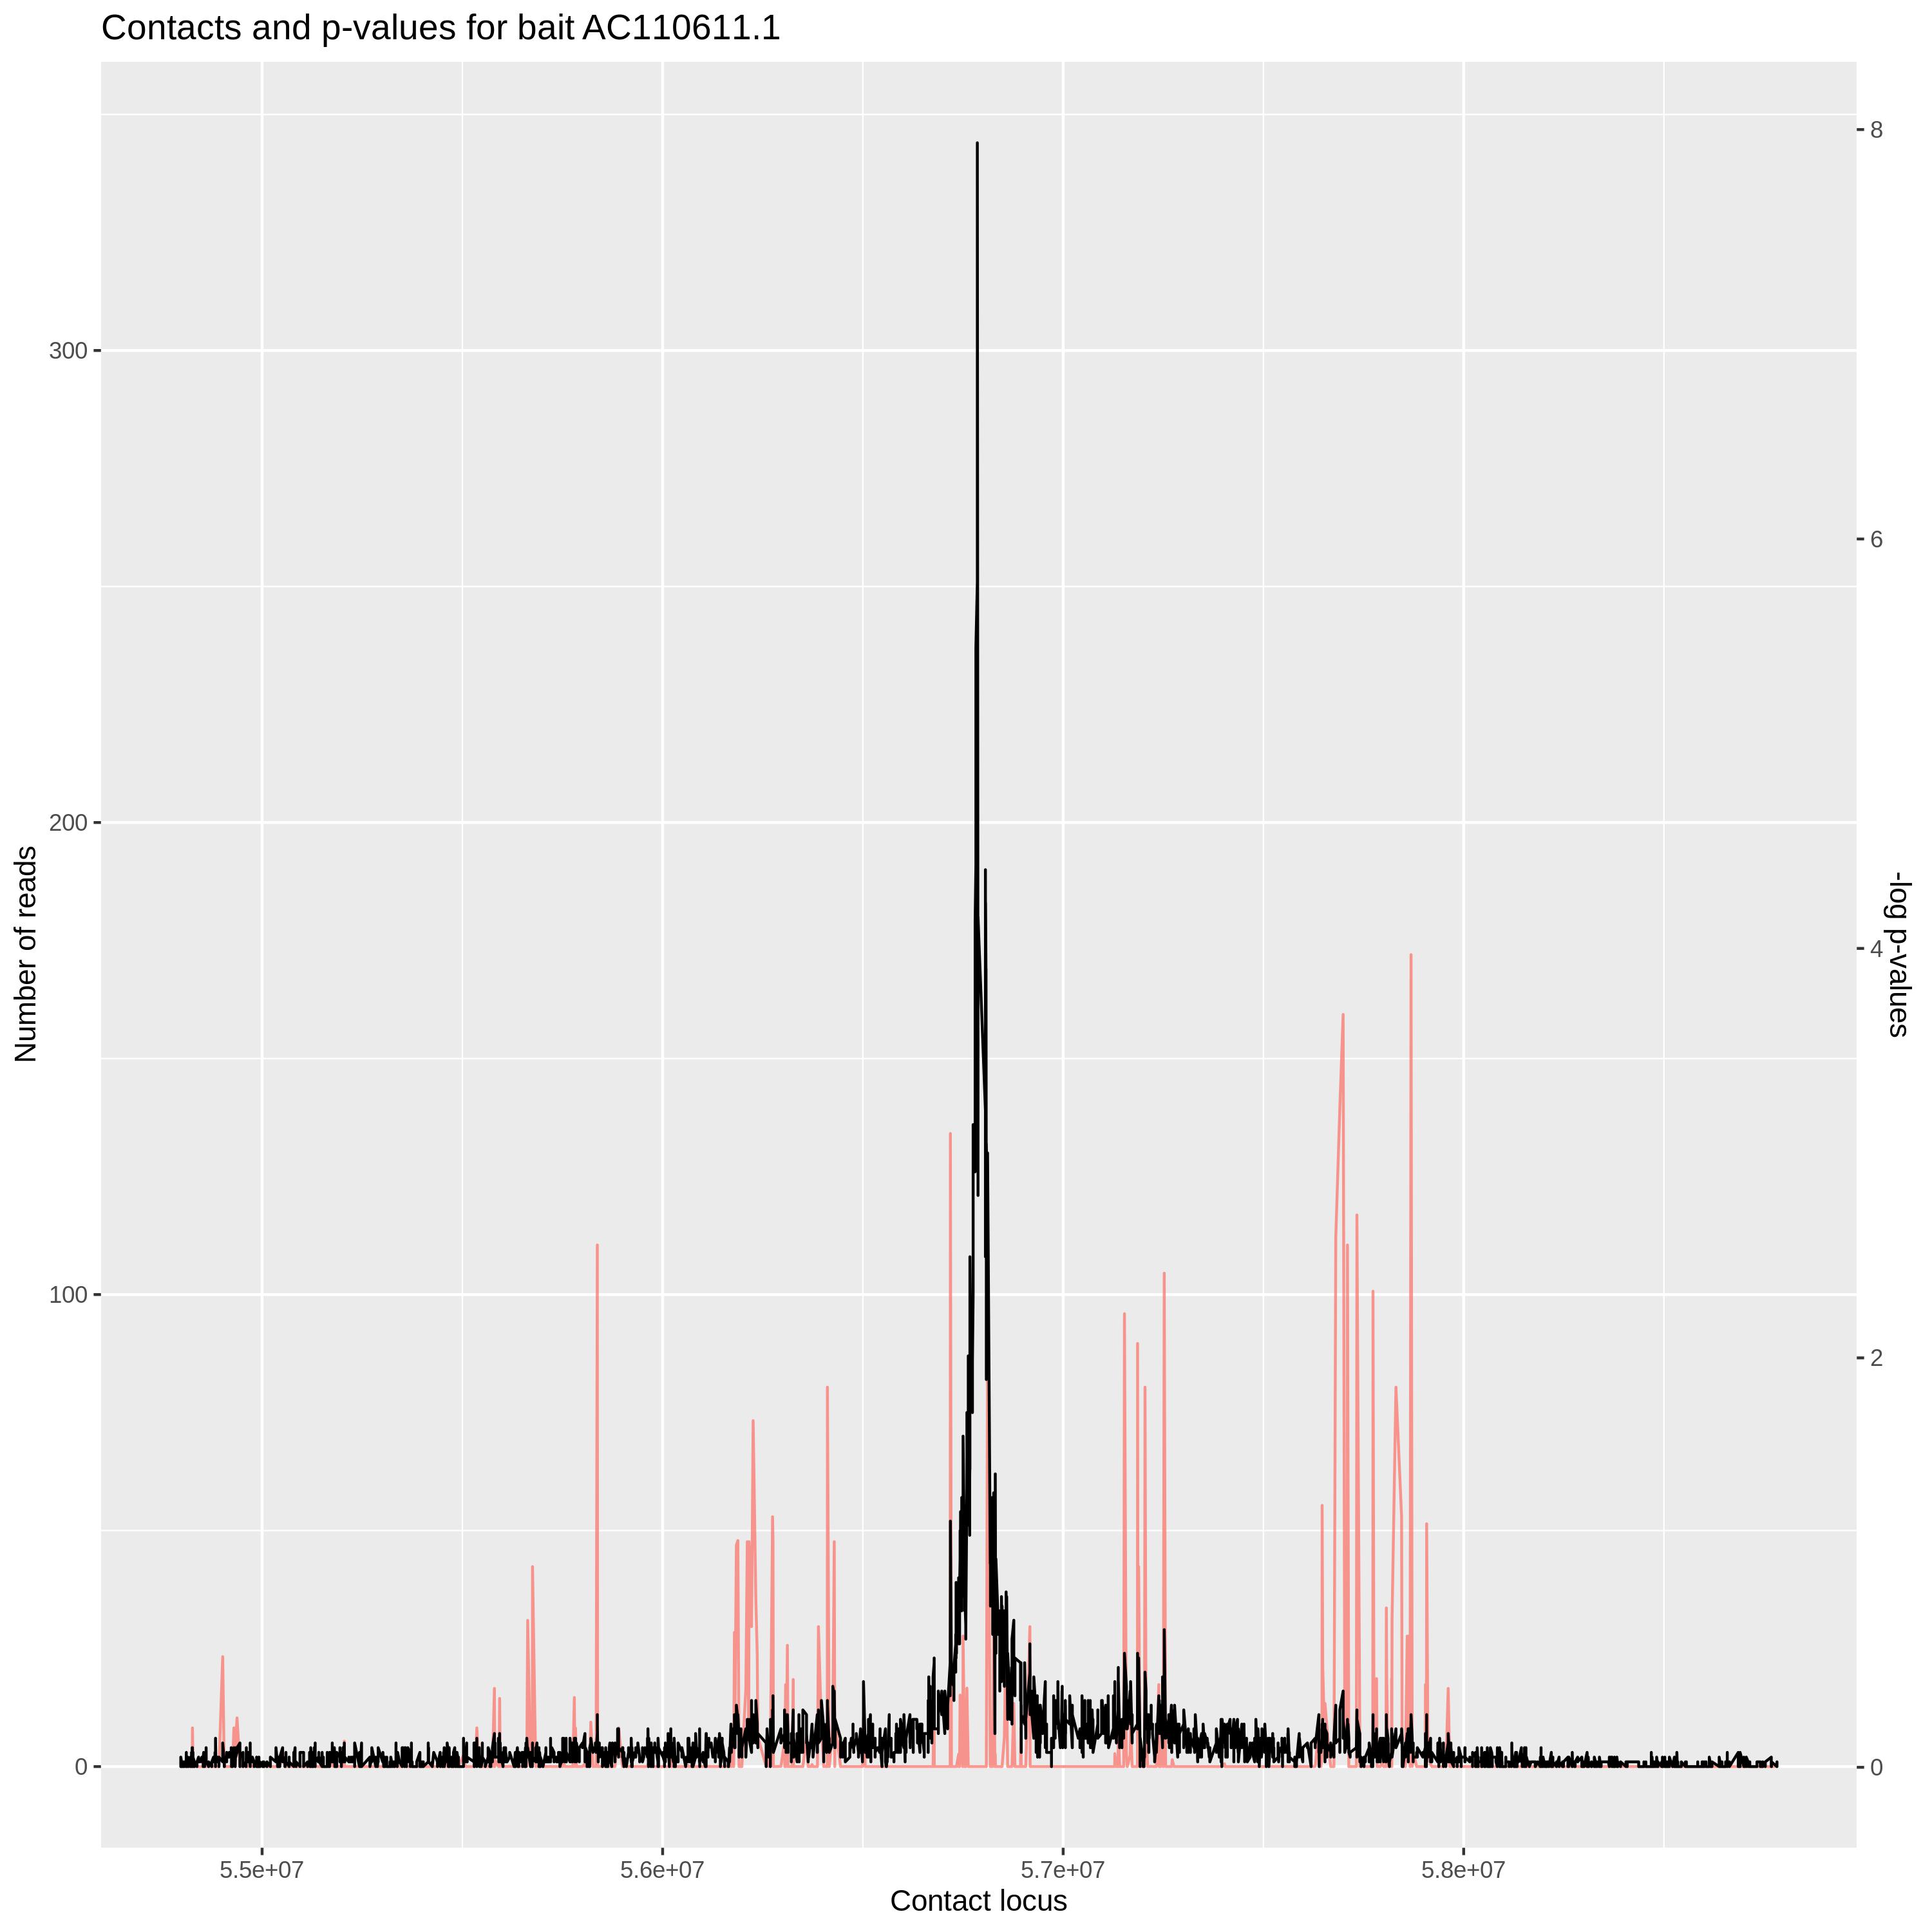 Contacts and p-values for bait AC110611.1
Number of reads
300
200
100
0
8
6
4
2
0
-log p-values
5.5e+07 5.6e+07 5.7e+07 5.8e+07
Contact locus